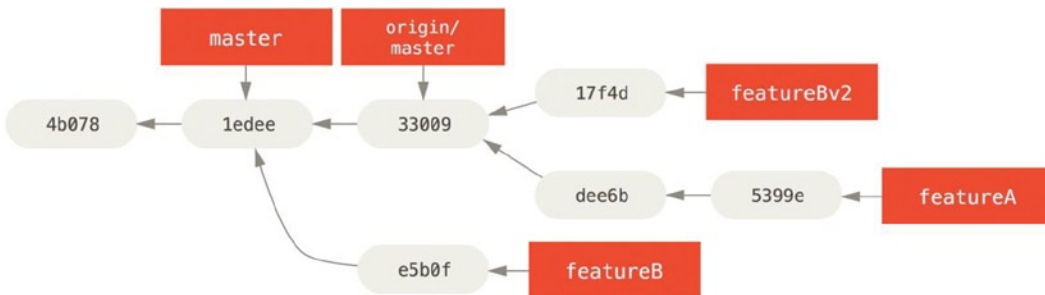 master
origin/
master
17f4d
featureBv2
4b078
1edee
33009
dee6b
5399e
featureA
e5b0f
featureB